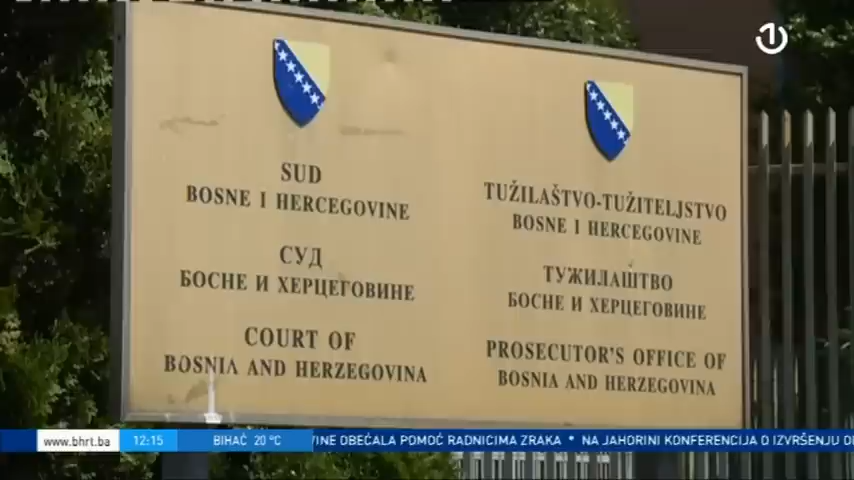 SUD
BOSNE I HERCEGOVINE
СУД
БОСНЕ И ХЕРЦЕГОВИНЕ
COURT OF
BOSNIA AND HERZEGOVINA
TUŽILAŠTVO-TUŽITELJSTVO
BOSNE I HERCEGOVINE
ТУЖИЛАШТВО
БОСНЕ И ХЕРЦЕГОВИНЕ
PROSECUTOR'S OFFICE OF
BOSNIA AND HERZEGOVINA
1
www.bhrt.ba 12:15 BIHAĆ 20 °C OBEĆALA POMOĆ RADNICIMA ZRAKA * NA JAHORINI KONFERENCIJA O IZVRŠENJU